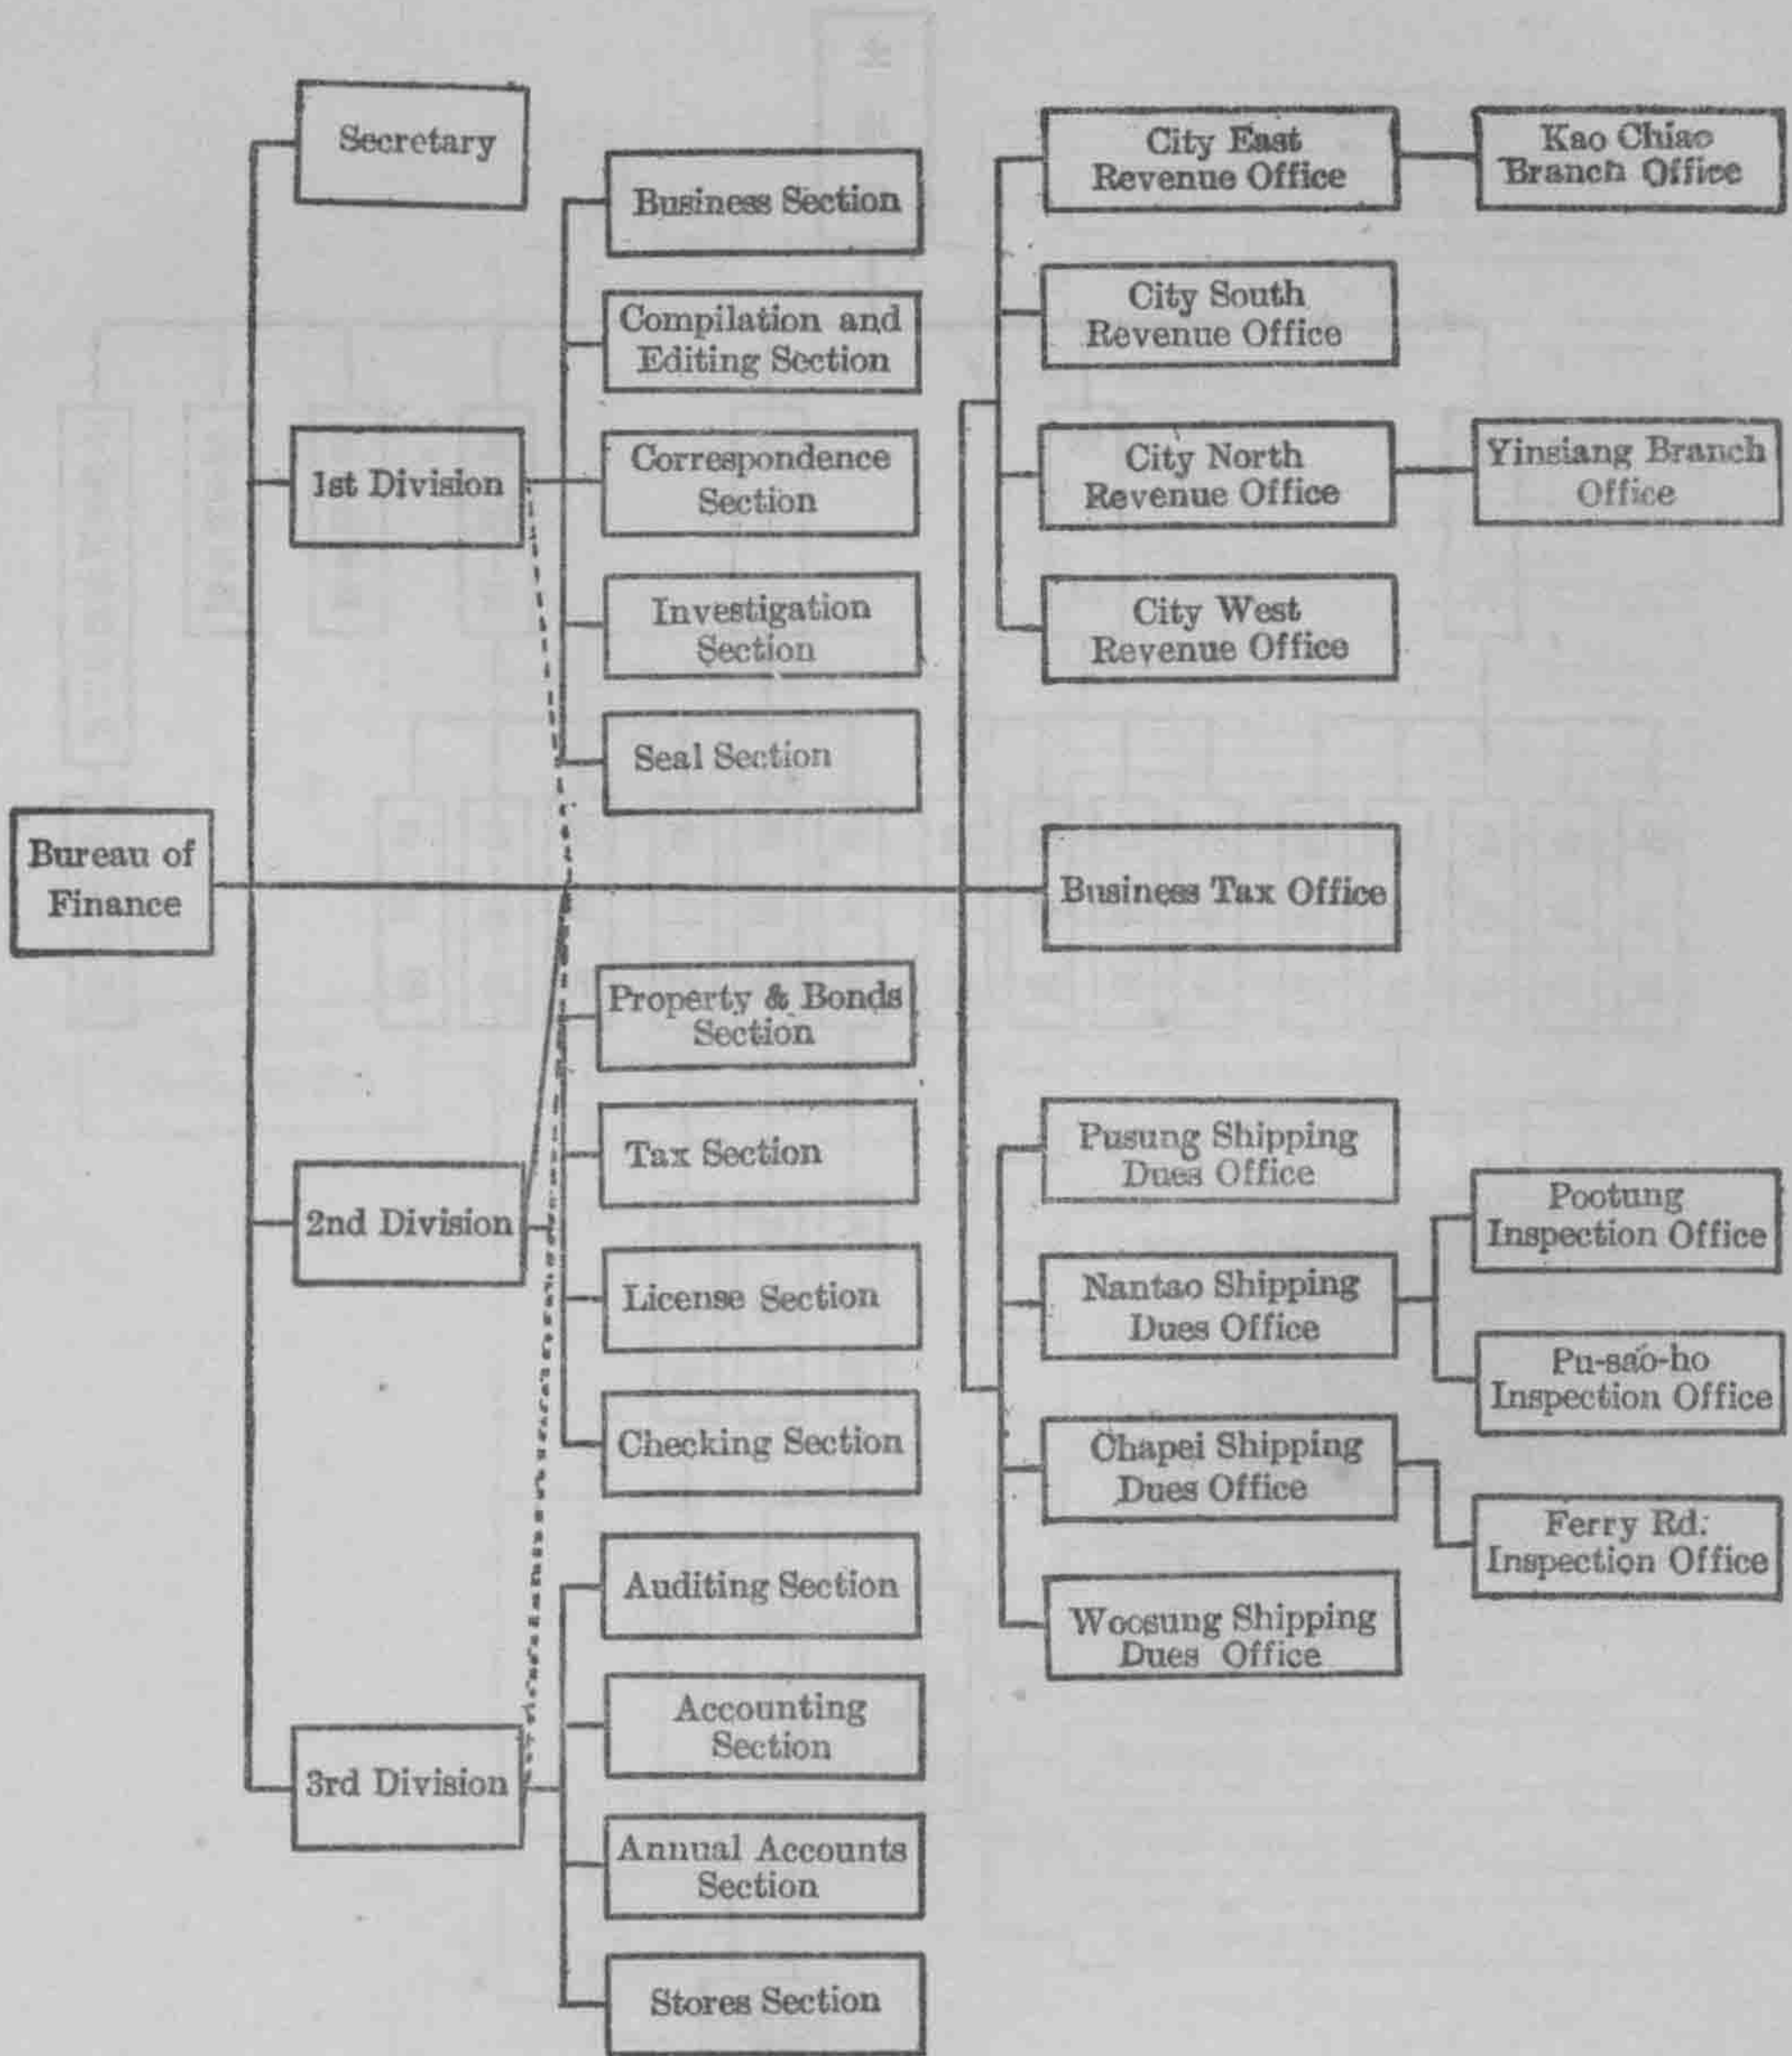 Secretary
1st Division
Bureau of
Finance
2nd Division
3rd Division
Business Section
Compilation and
Editing Section
Correspondence
Section
Investigation
Section
Seal Section
Property & Bonds
Section
Tax Section
License Section
Checking Section
Auditing Section
Accounting
Section
Annual Accounts
Section
Stores Section
City East
Revenue Office
City South
Revenue Office
City North
Revenue Office
City West
Revenue Office
Business Tax Office
Pusung Shipping
Dues Office
Nantao Shipping
Dues Office
Chapei Shipping
Dues Office
Woosung Shipping
Dues Office
Kao Chiao
Branch Office
Yinsiang Branch
Office
Pootung
Inspection Office
Pu-sao-ho
Inspection Office
Ferry Rd.
Inspection Office